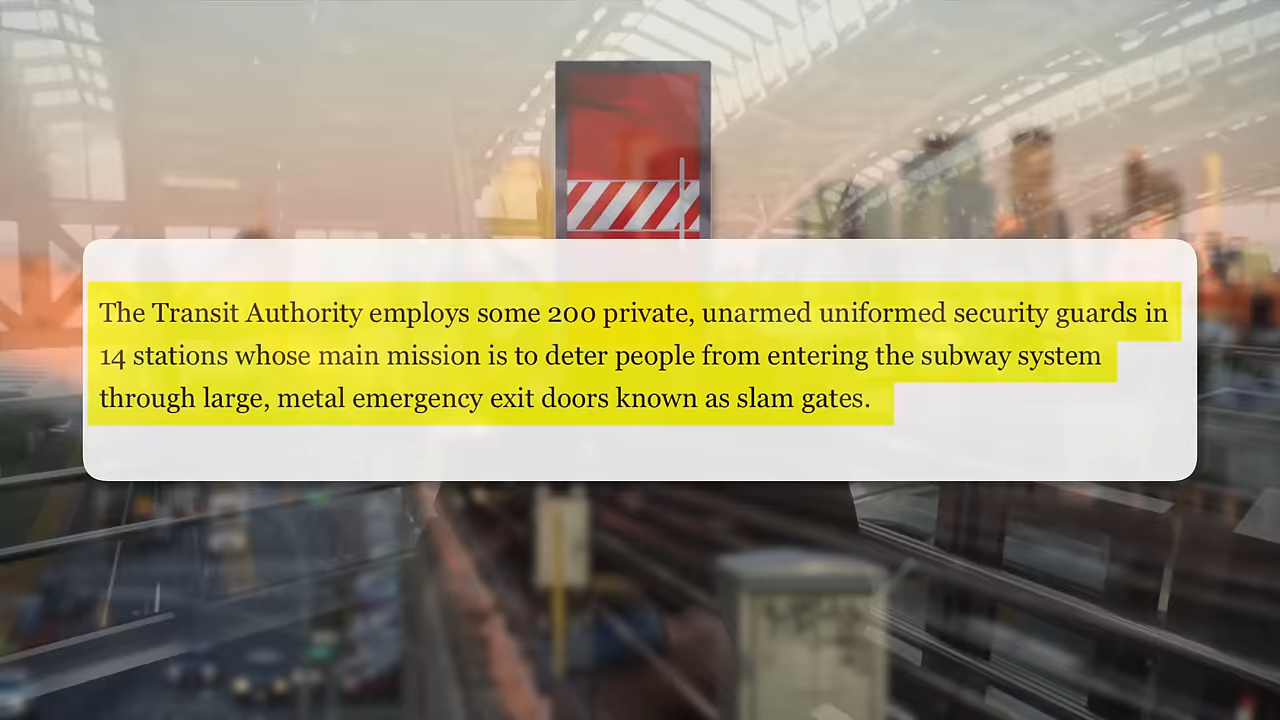 The Transit Authority employs some 200 private, unarmed uniformed security guards in
14 stations whose main mission is to deter people from entering the subway system
through large, metal emergency exit doors known as slam gates.